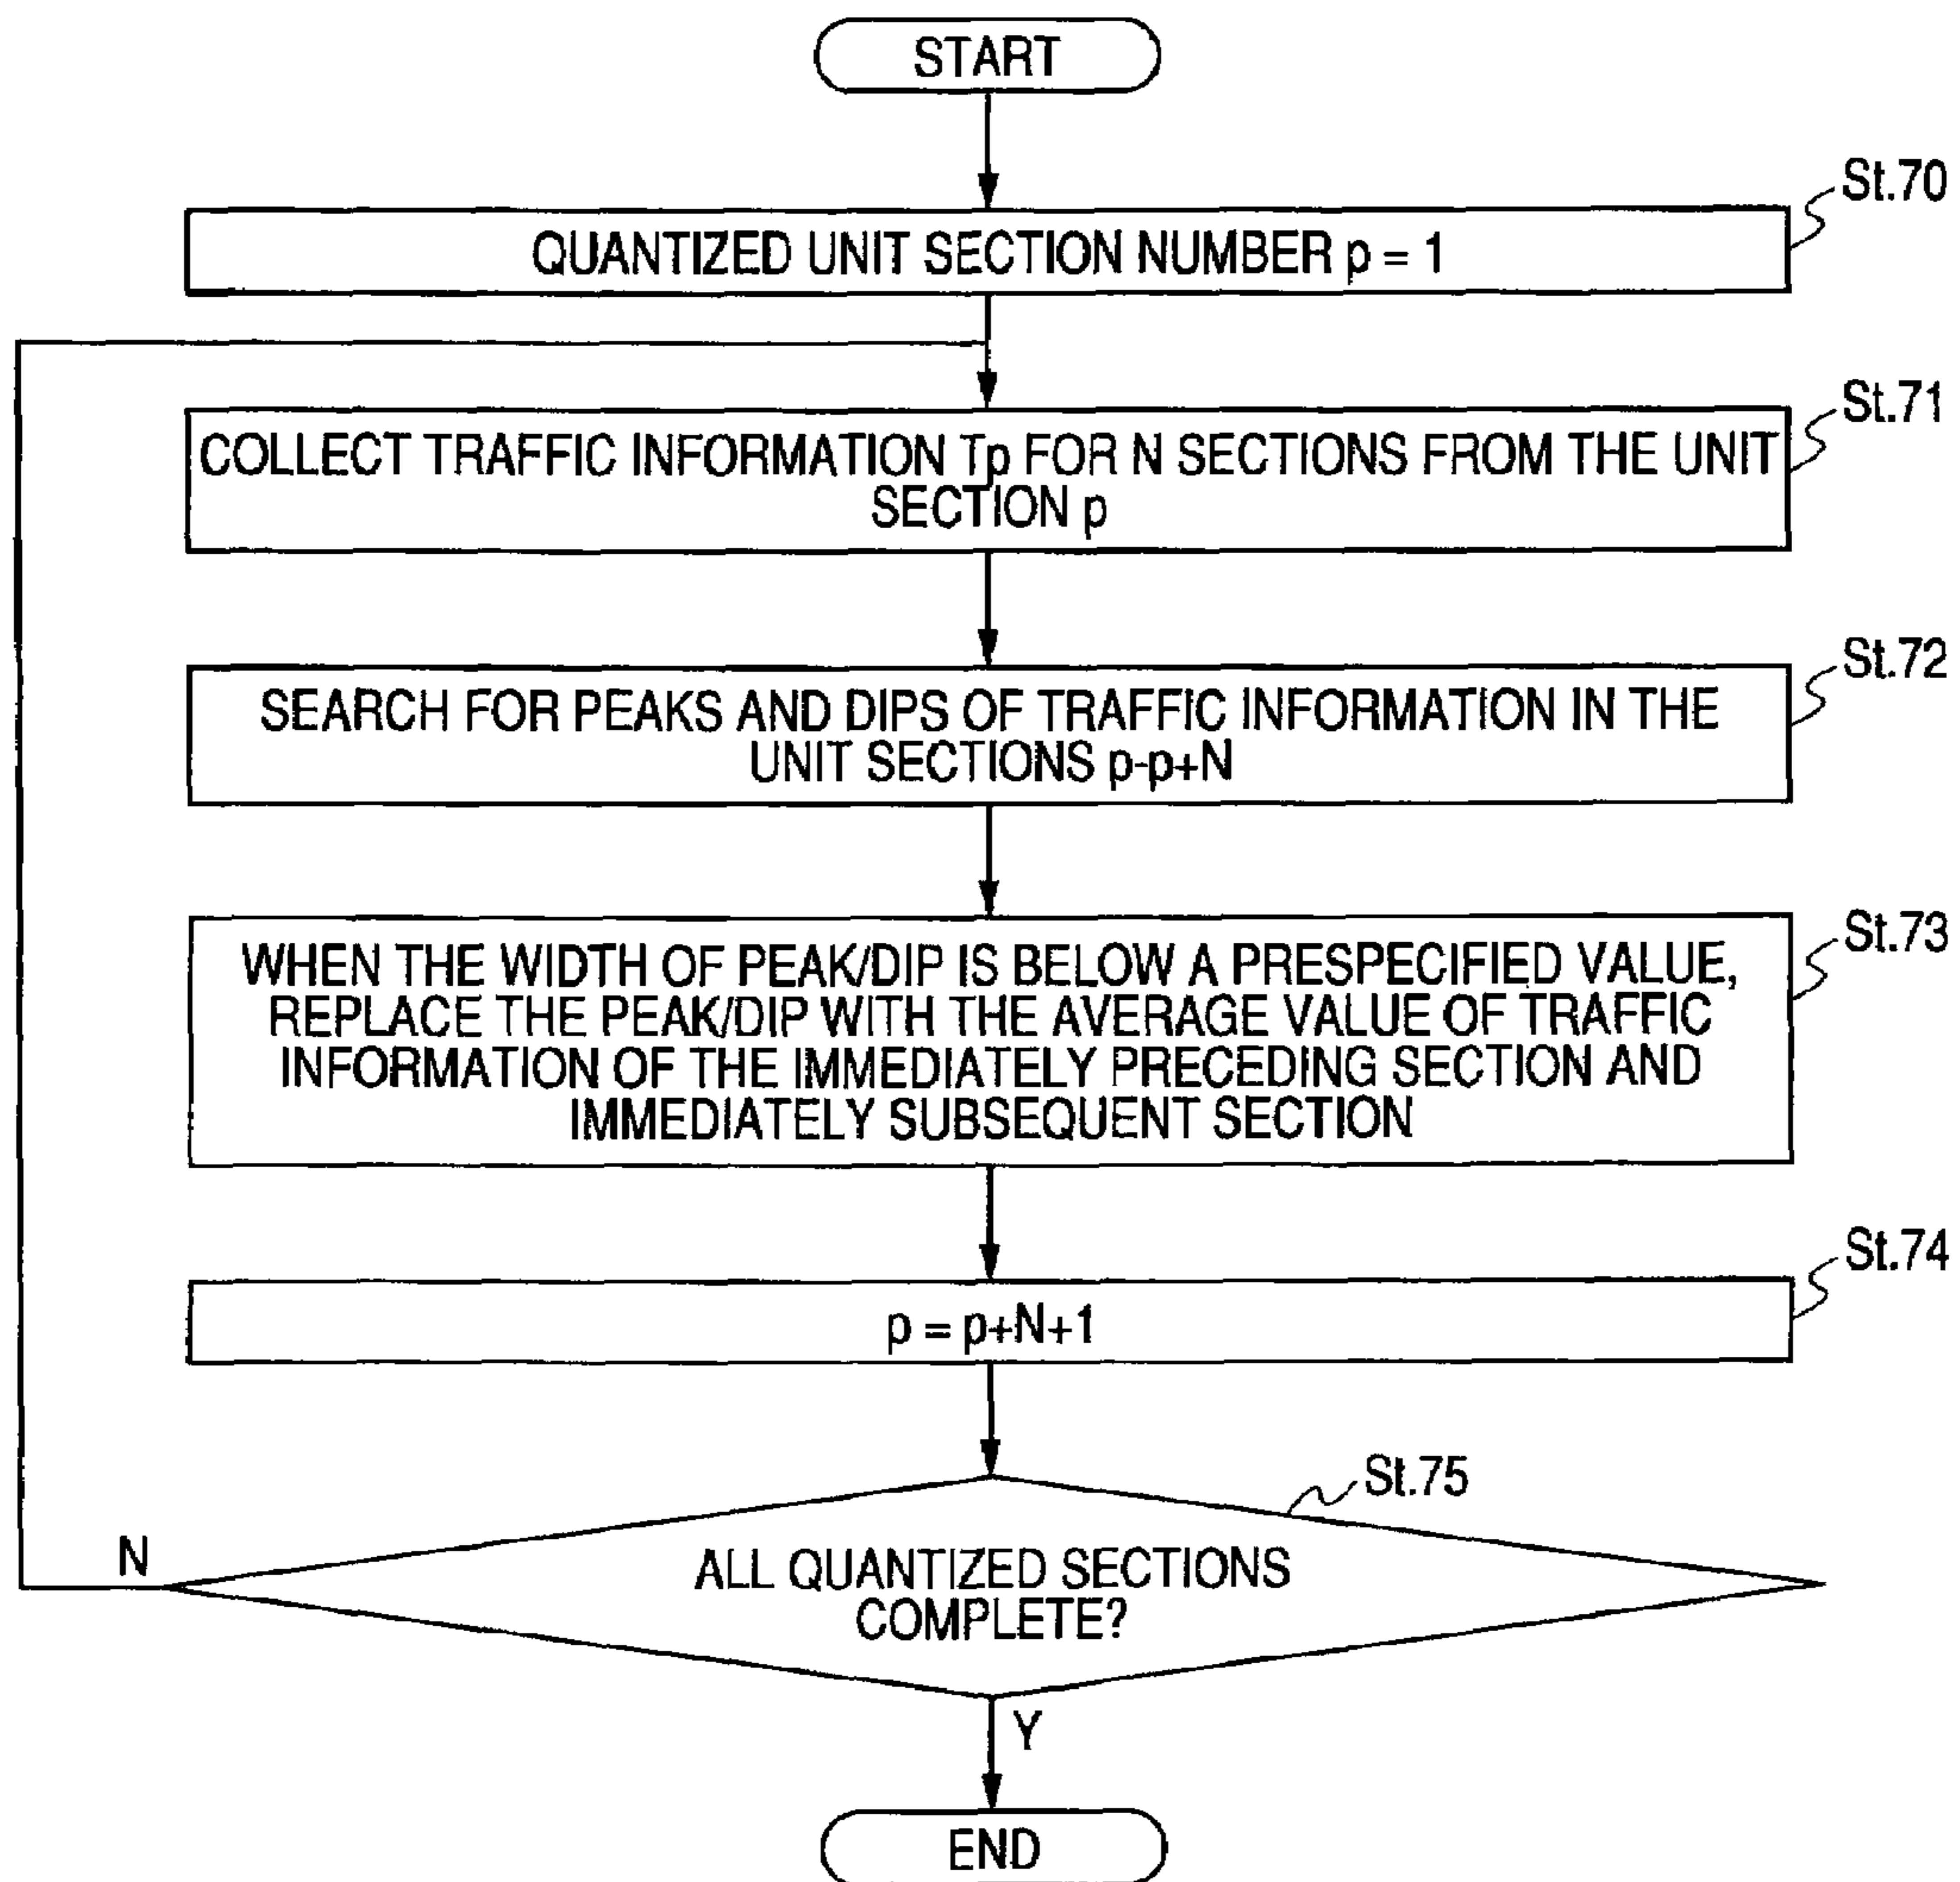 START
St.70
QUANTIZED UNIT SECTION NUMBER p = 1
St.71
COLLECT TRAFFIC INFORMATION Tp FOR N SECTIONS FROM THE UNIT
SECTION p
St.72
SEARCH FOR PEAKS AND DIPS OF TRAFFIC INFORMATION IN THE
UNIT SECTIONS p-p+N
St.73
WHEN THE WIDTH OF PEAK/DIP IS BELOW A PRESPECIFIED VALUE,
REPLACE THE PEAK/DIP WITH THE AVERAGE VALUE OF TRAFFIC
INFORMATION OF THE IMMEDIATELY PRECEDING SECTION AND
IMMEDIATELY SUBSEQUENT SECTION
St.74
p = p+N+1
St.75
N
ALL QUANTIZED SECTIONS
COMPLETE?
Y
END